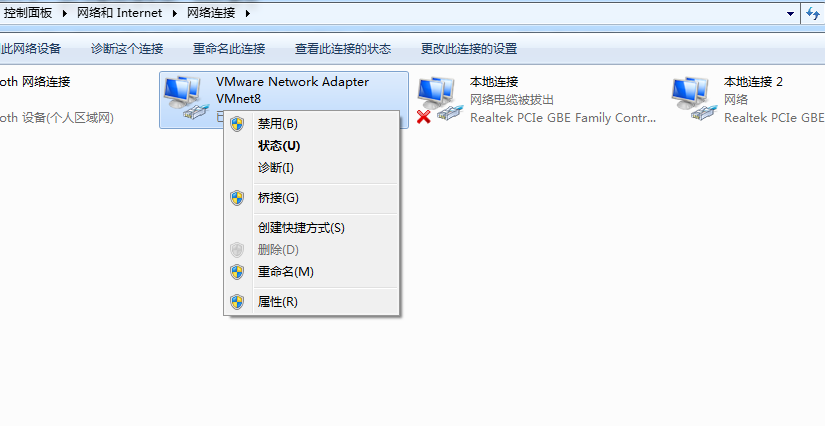 控制面板 ▸ 网络和 Internet ▸ 网络连接 ▸
此网络设备 诊断这个连接 重命名此连接 查看此连接的状态 更改此连接的设置
oth 网络连接
oth 设备(个人区域网)
VMware Network Adapter
VMnet8
本地连接
网络电缆被拔出
Realtek PCIe GBE Family Contr...
本地连接 2
网络
Realtek PCIe GB
禁用(B)
状态(U)
诊断(I)
桥接(G)
创建快捷方式(S)
删除(D)
重命名(M)
属性(R)